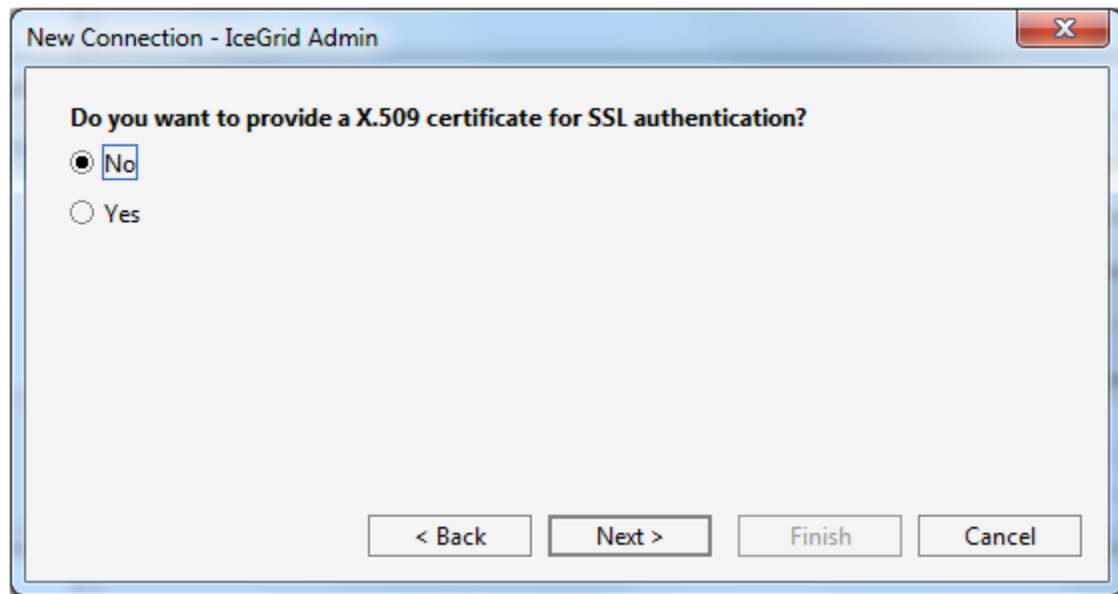 New Connection - IceGrid Admin
Do you want to provide a X.509 certificate for SSL authentication?
No
Yes
< Back Next > Finish Cancel